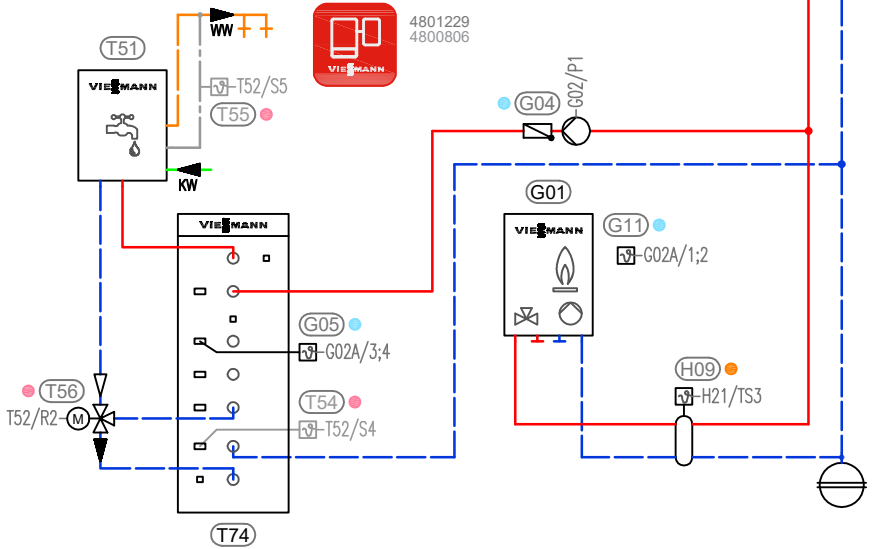 WW
4801229
4800806
VIESMANN
T51
VIESMANN
T52/S5
T55
KW
G04
G02/P1
G01
VIESMANN
G11
G02A/1;2
VIESMANN
G05
G02A/3;4
T54
T52/S4
H09
H21/TS3
T56
T52/R2
M
T74